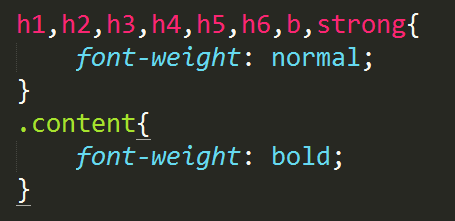 h1,h2,h3,h4,h5,h6,b,strong{
    font-weight: normal;
}
.content{
    font-weight: bold;
}